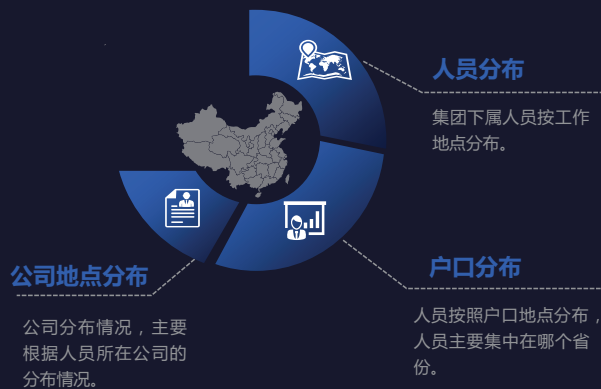 人员分布
集团下属人员按工作
地点分布。
户口分布
人员按照户口地点分布，
人员主要集中在哪个省
份。
公司地点分布
公司分布情况，主要
根据人员所在公司的
分布情况。